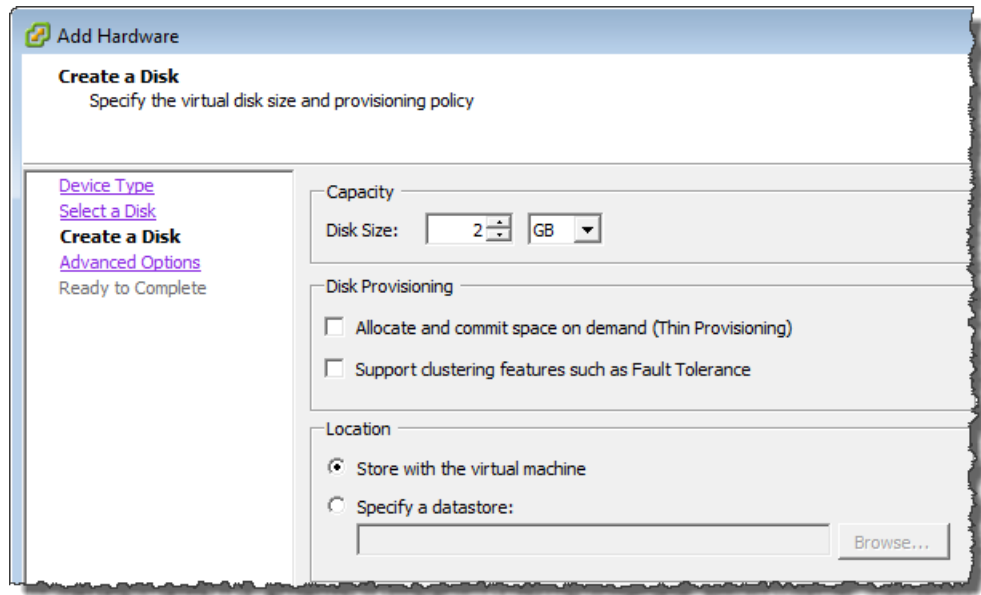 Add Hardware
Create a Disk
Specify the virtual disk size and provisioning policy
Device Type
Select a Disk
Create a Disk
Advanced Options
Ready to Complete
Capacity
Disk Size: 2 GB
Disk Provisioning
Allocate and commit space on demand (Thin Provisioning)
Support clustering features such as Fault Tolerance
Location
Store with the virtual machine
Specify a datastore:
Browse...